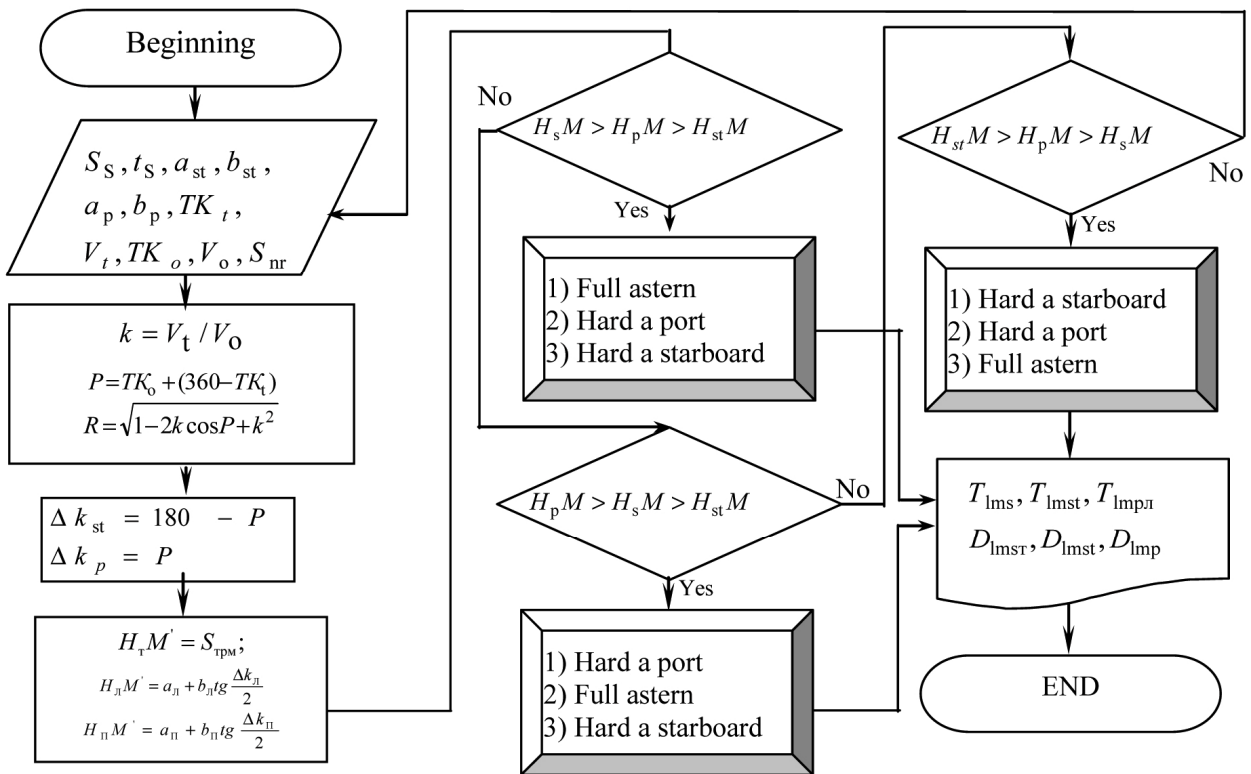 Beginning
S_S, t_S, a_st, b_st,
a_p, b_p, TK_t,
V_t, TK_o, V_o, S_nr
k = V_t / V_o
P = TK_o + (360 − TK_t)
R = √(1 − 2k cos P + k²)
Δk_st = 180 − P
Δk_p = P
H_т M' = S_трм;
H_Л M' = a_Л + b_Л tg Δk_Л / 2
H_П M' = a_П + b_П tg Δk_П / 2
No
H_s M > H_p M > H_st M
Yes
1) Full astern
2) Hard a port
3) Hard a starboard
H_p M > H_s M > H_st M
No
Yes
1) Hard a port
2) Full astern
3) Hard a starboard
H_st M > H_p M > H_s M
No
Yes
1) Hard a starboard
2) Hard a port
3) Full astern
T_lms, T_lmst, T_lmpл
D_lmsт, D_lmst, D_lmp
END